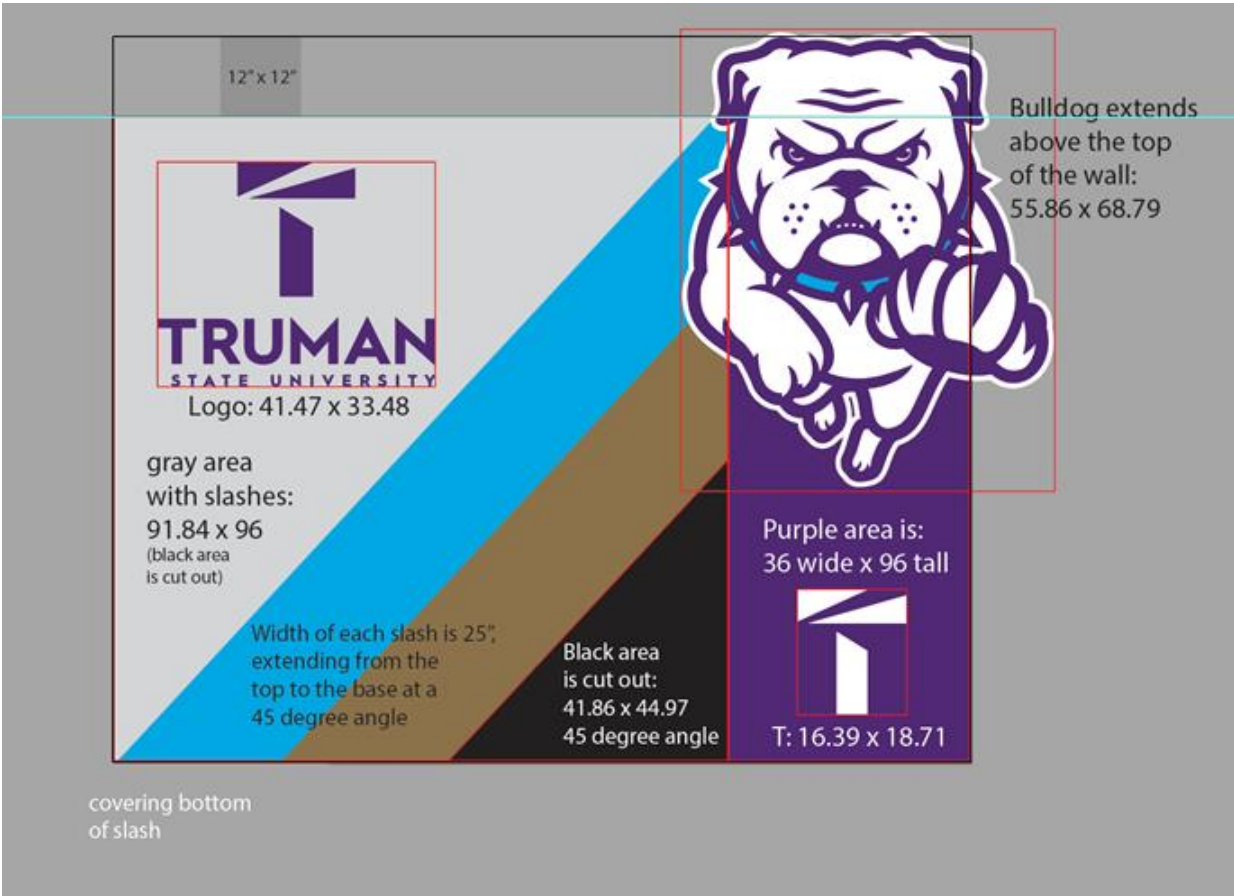 12" x 12"
Bulldog extends
above the top
of the wall:
55.86 x 68.79
TRUMAN
STATE UNIVERSITY
Logo: 41.47 x 33.48
gray area
with slashes:
91.84 x 96
(black area
is cut out)
Width of each slash is 25",
extending from the
top to the base at a
45 degree angle
Black area
is cut out:
41.86 x 44.97
45 degree angle
Purple area is:
36 wide x 96 tall
T
T: 16.39 x 18.71
covering bottom
of slash